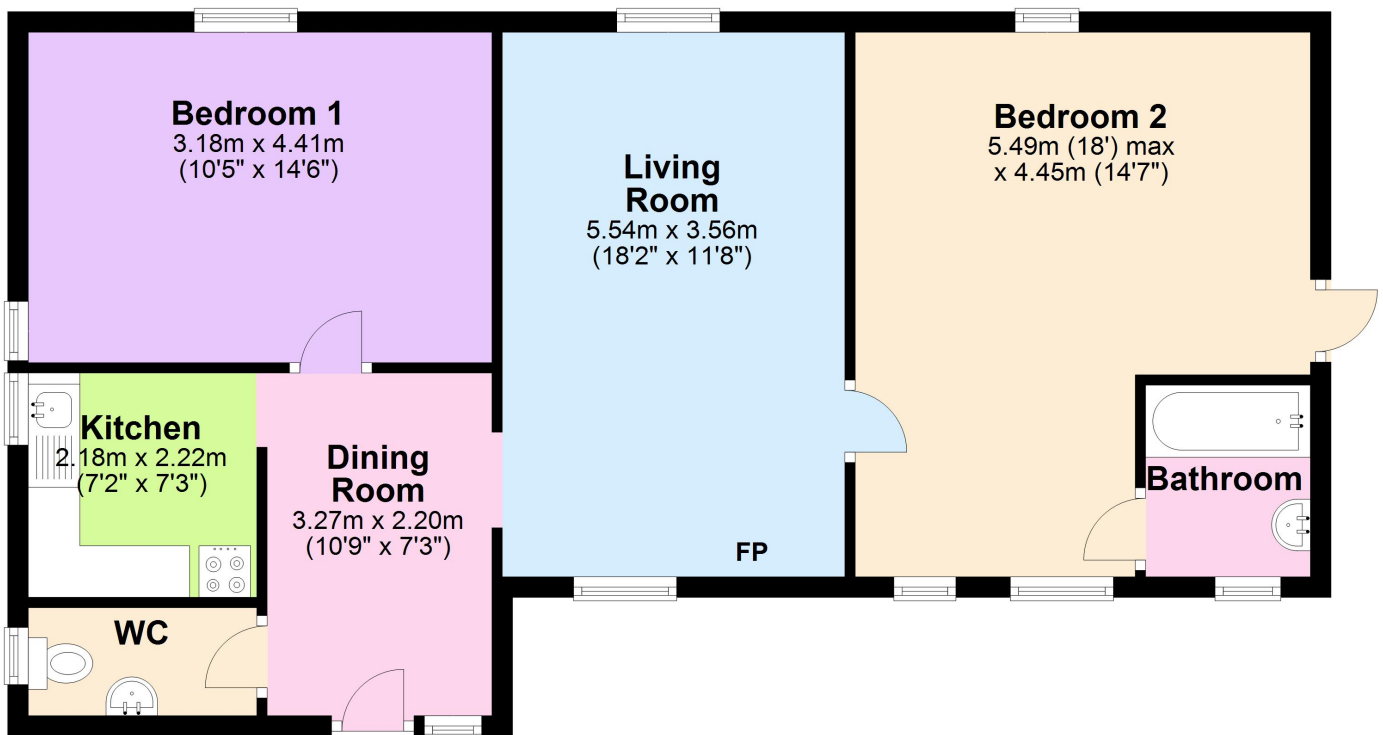 Bedroom 1
3.18m x 4.41m
(10'5" x 14'6")
Living
Room
5.54m x 3.56m
(18'2" x 11'8")
Bedroom 2
5.49m (18') max
x 4.45m (14'7")
Kitchen
2.18m x 2.22m
(7'2" x 7'3")
Dining
Room
3.27m x 2.20m
(10'9" x 7'3")
Bathroom
FP
WC